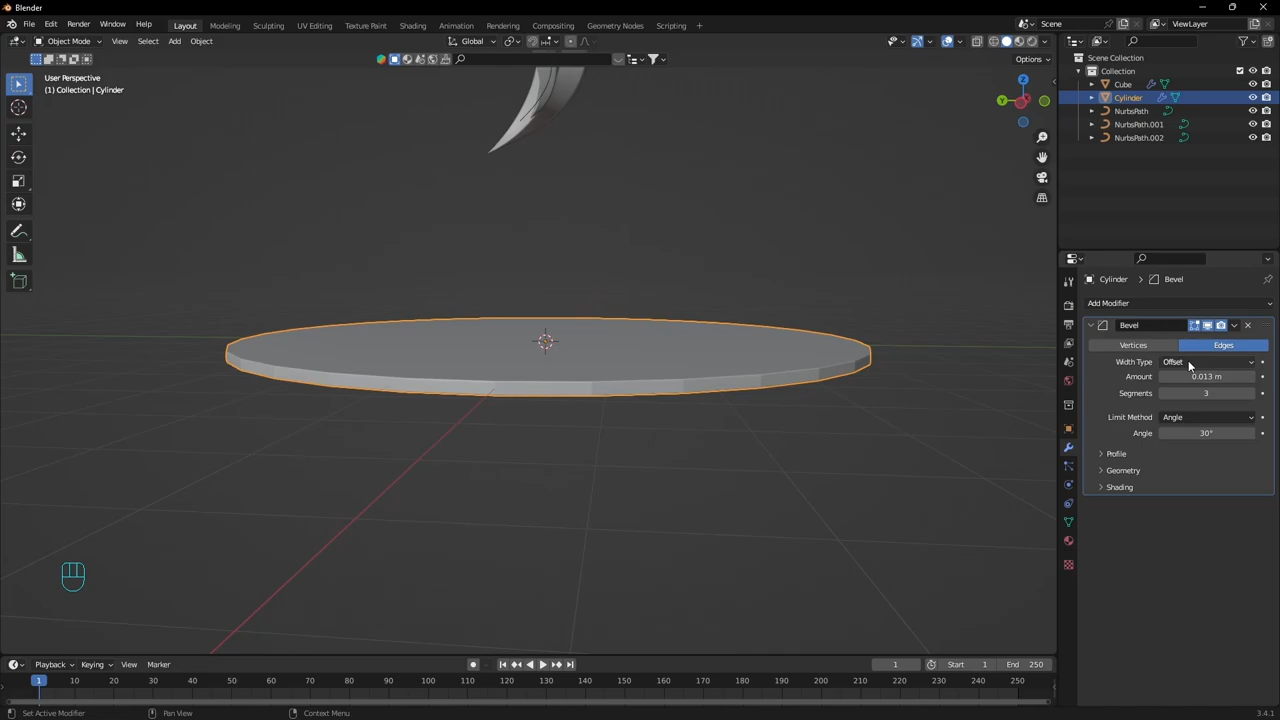 Blender
File Edit Render Window Help Layout Modeling Sculpting UV Editing Texture Paint Shading Animation Rendering Compositing Geometry Nodes Scripting + Scene ViewLayer
Object Mode View Select Add Object Global
Options
User Perspective
(1) Collection | Cylinder
Z
Y
X
Scene Collection
Collection
Cube
Cylinder
NurbsPath
NurbsPath.001
NurbsPath.002
Cylinder > Bevel
Add Modifier
Bevel
Vertices Edges
Width Type Offset
Amount 0.013 m
Segments 3
Limit Method Angle
Angle 30°
Profile
Geometry
Shading
Playback Keying View Marker 1 Start 1 End 250
1 10 20 30 40 50 60 70 80 90 100 110 120 130 140 150 160 170 180 190 200 210 220 230 240 250
Set Active Modifier Pan View Context Menu 3.4.1